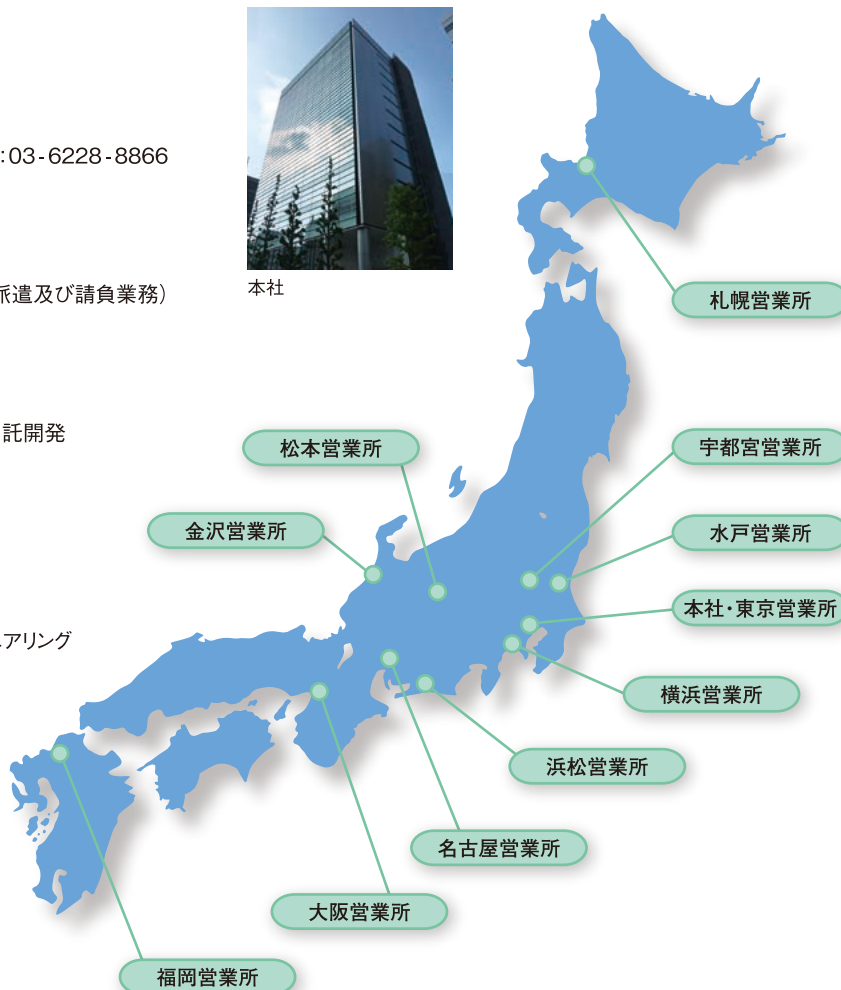 :03-6228-8866
本社
派遣及び請負業務）
札幌営業所
託開発
松本営業所
宇都宮営業所
金沢営業所
水戸営業所
本社・東京営業所
アリング
横浜営業所
浜松営業所
名古屋営業所
大阪営業所
福岡営業所